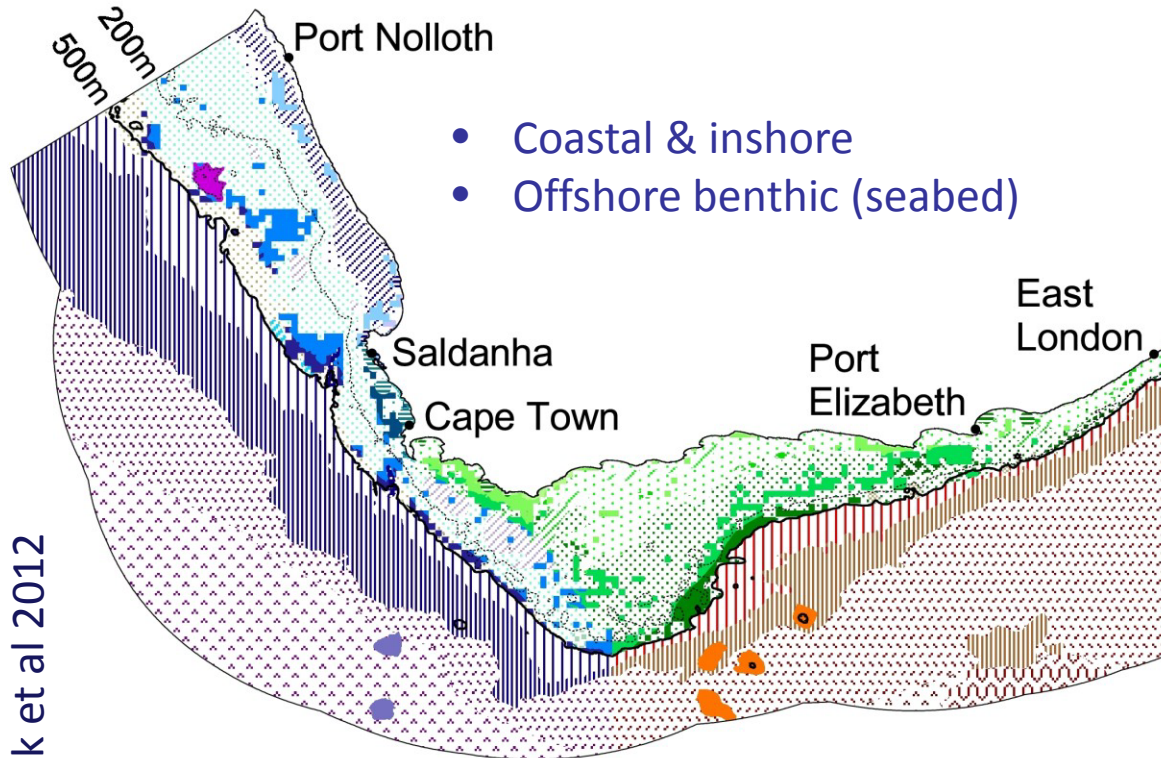 Port Nolloth
200m
500m
• Coastal & inshore
• Offshore benthic (seabed)
East
London
Saldanha
Port
Elizabeth
Cape Town
k et al 2012